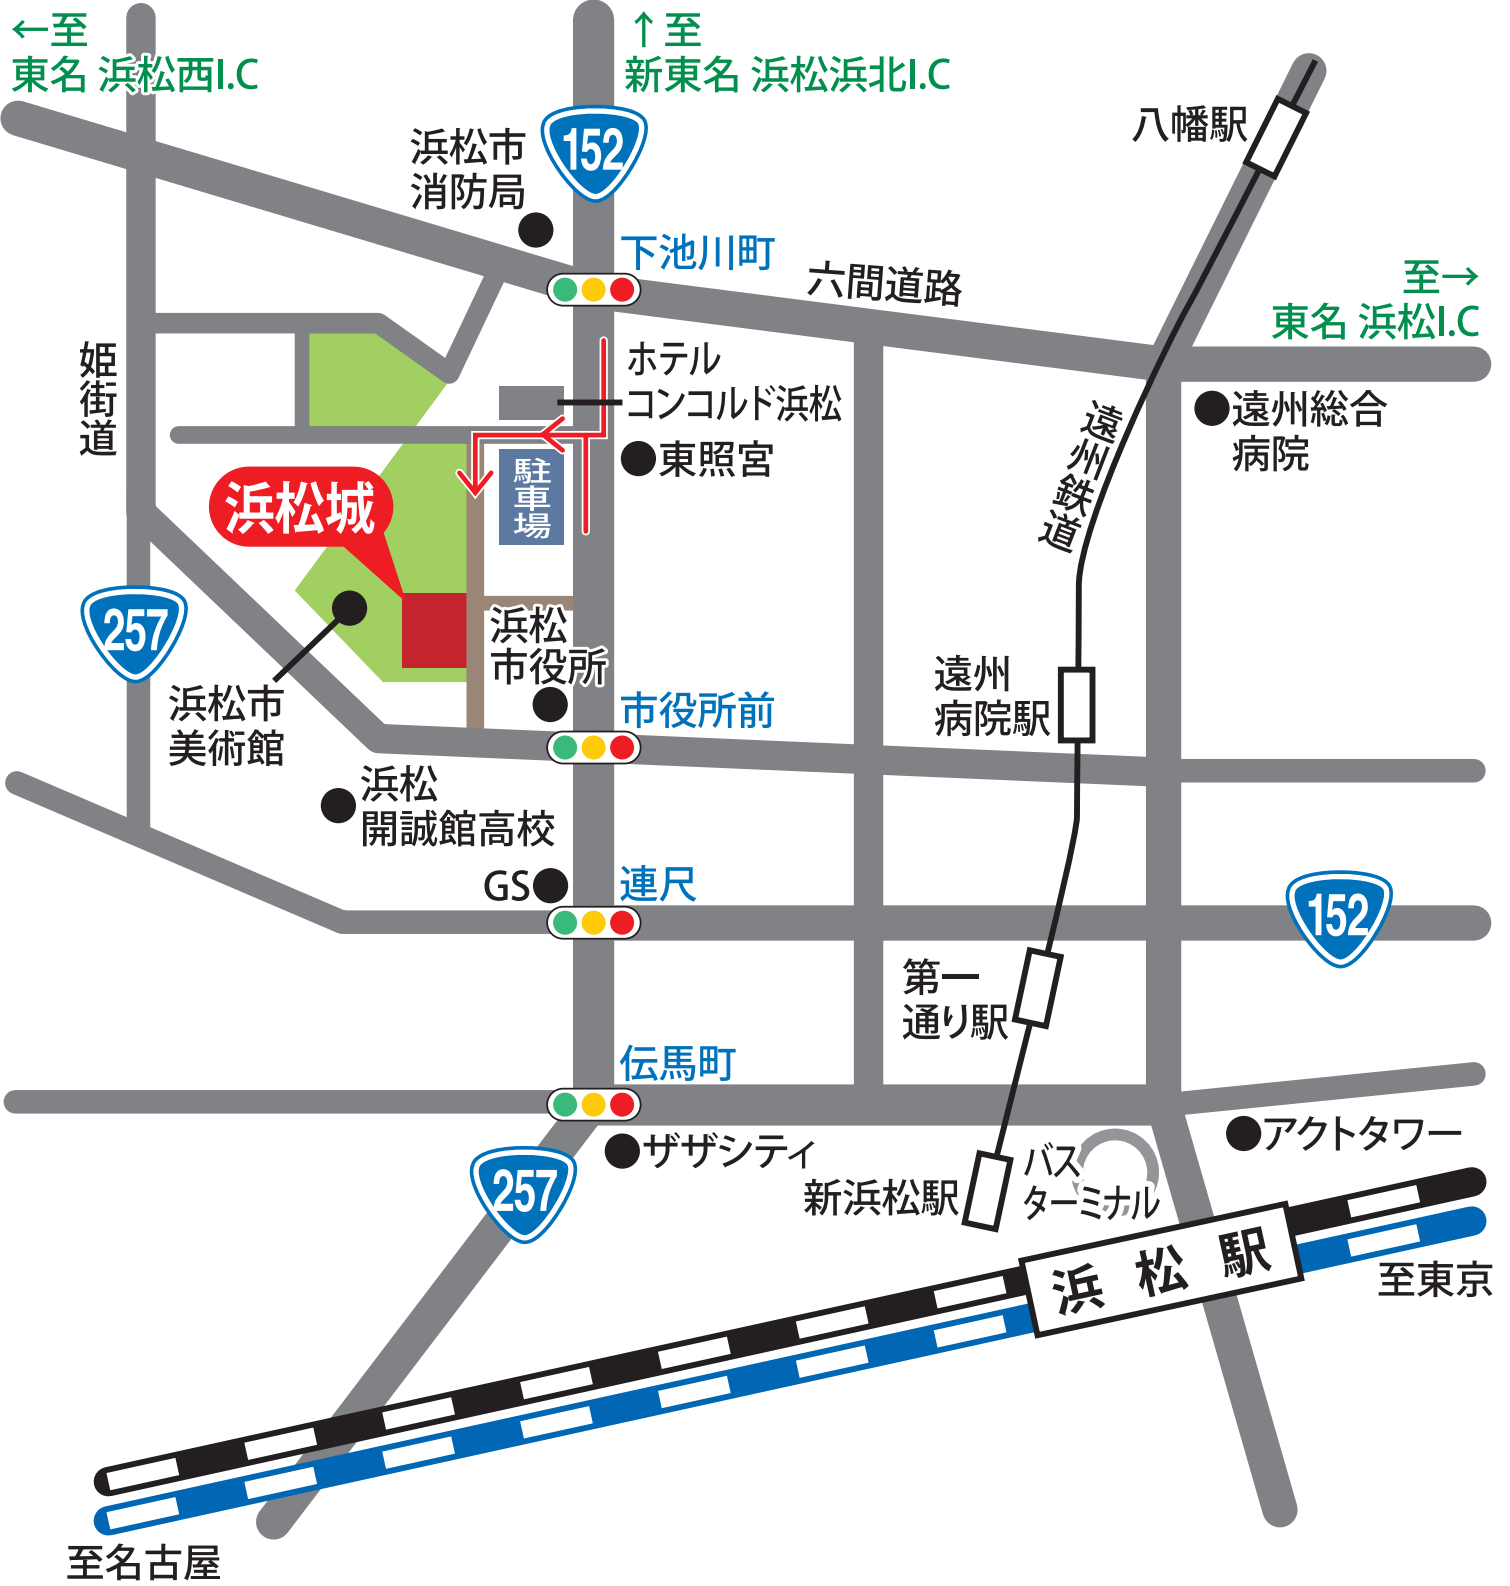 ←至
東名 浜松西I.C
↑至
新東名 浜松浜北I.C
152
浜松市
消防局
八幡駅
下池川町
六間道路
至→
東名 浜松I.C
姫街道
ホテル
コンコルド浜松
遠州総合
病院
遠州鉄道
東照宮
駐車場
浜松城
257
浜松
市役所
遠州
病院駅
浜松市
美術館
市役所前
浜松
開誠館高校
GS
連尺
152
第一
通り駅
伝馬町
ザザシティ
アクトタワー
257
バス
ターミナル
新浜松駅
浜松駅
至東京
至名古屋